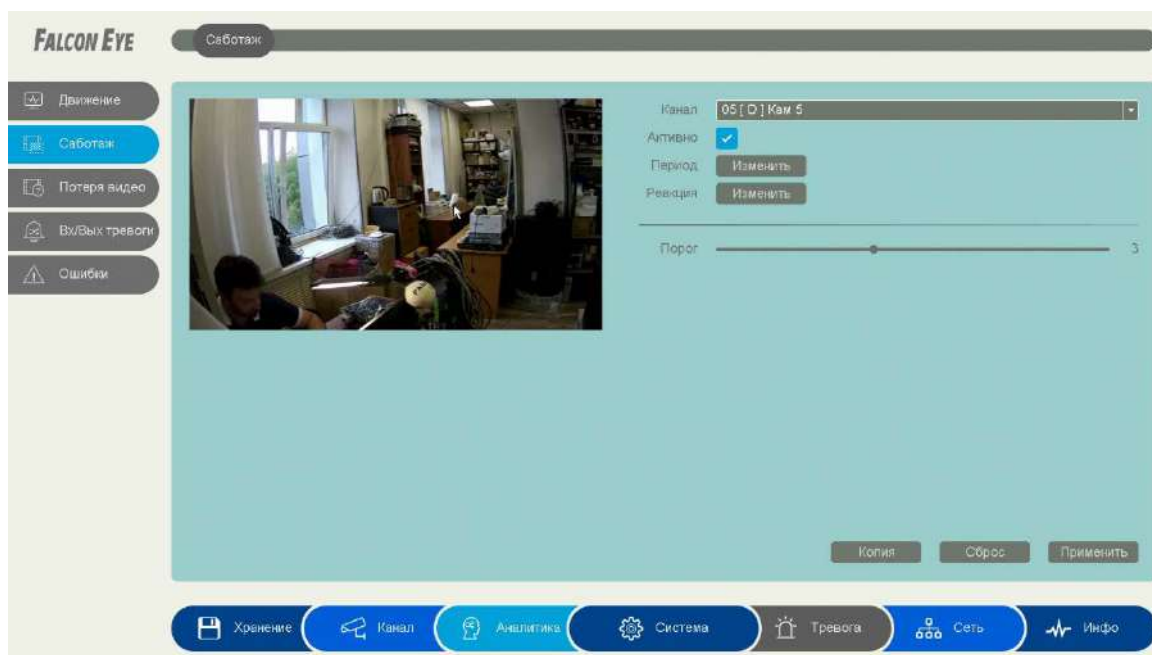 FALCON EYE
Саботаж
Движение
Саботаж
Потеря видео
Вх/Вых тревоги
Ошибки
Канал 05 [ D ] Кам 5
Активно
Период Изменить
Реакция Изменить
Порог 3
Копия Сброс Применить
Хранение Канал Аналитика Система Тревога Сеть Инфо